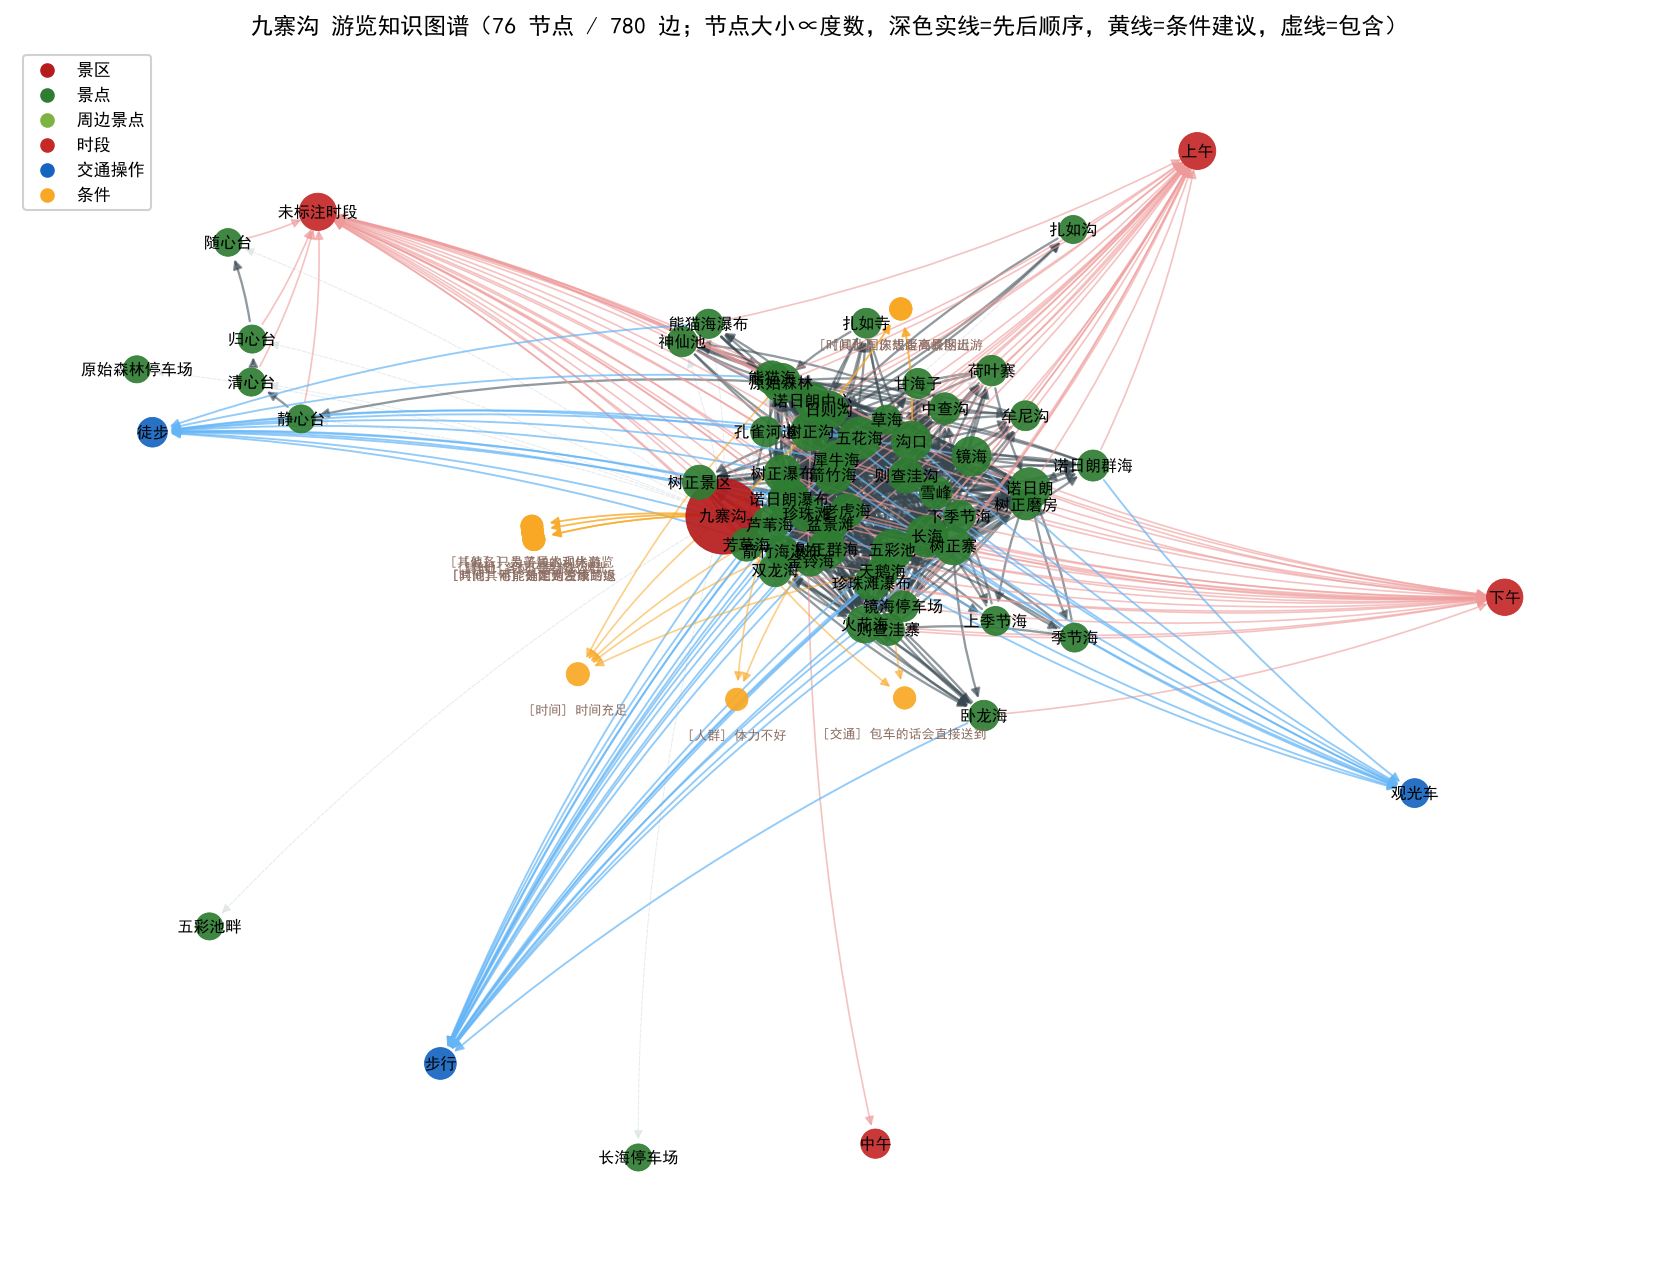 九寨沟 游览知识图谱（76 节点 / 780 边；节点大小∝度数，深色实线=先后顺序，黄线=条件建议，虚线=包含）
景区
景点
周边景点
时段
交通操作
条件
上午
未标注时段
随心台
扎如沟
熊猫海瀑布
扎如寺
神仙池
归心台
原始森林停车场
清心台
荷叶寨
熊猫海
原始森林
甘海子
诺日朗中心
日则沟
中查沟
牟尼沟
静心台
草海
徒步
孔雀河道
树正沟
五花海
沟口
镜海
犀牛海
诺日朗群海
树正瀑布
箭竹海
则查洼沟
树正景区
诺日朗
雪峰
诺日朗瀑布
树正磨房
九寨沟
珍珠滩
老虎海
芦苇海
盆景滩
下季节海
长海
芳草海
箭竹海瀑布
树正群海
五彩池
树正寨
金铃海
双龙海
天鹅海
珍珠滩瀑布
下午
镜海停车场
火花海
则查洼寨
上季节海
季节海
[时间] 时间充足
卧龙海
[人群] 体力不好
[交通] 包车的话会直接送到
观光车
五彩池畔
步行
中午
长海停车场